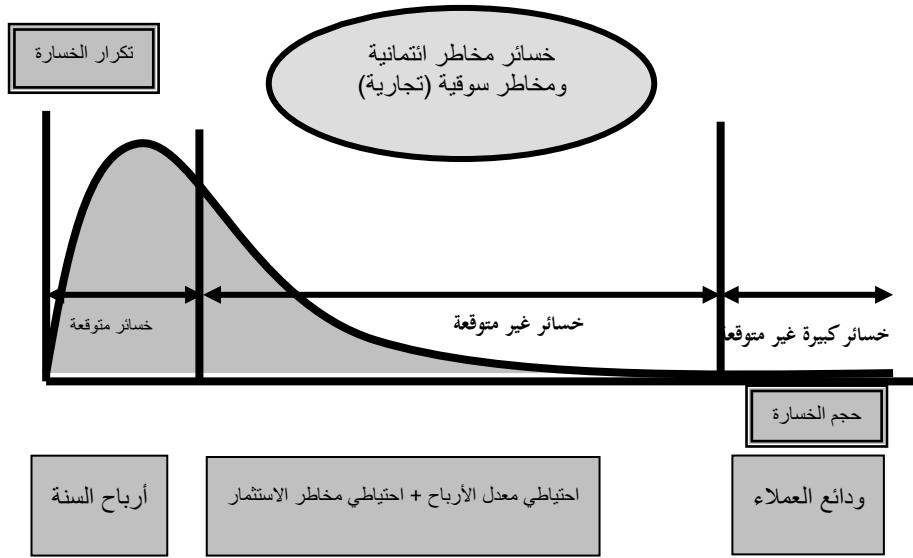 تكرار الخسارة
خسائر مخاطر ائتمانية
ومخاطر سوقية (تجارية)
خسائر متوقعة
خسائر غير متوقعة
خسائر كبيرة غير متوقعة
حجم الخسارة
أرباح السنة
احتياطي معدل الأرباح + احتياطي مخاطر الاستثمار
ودائع العملاء